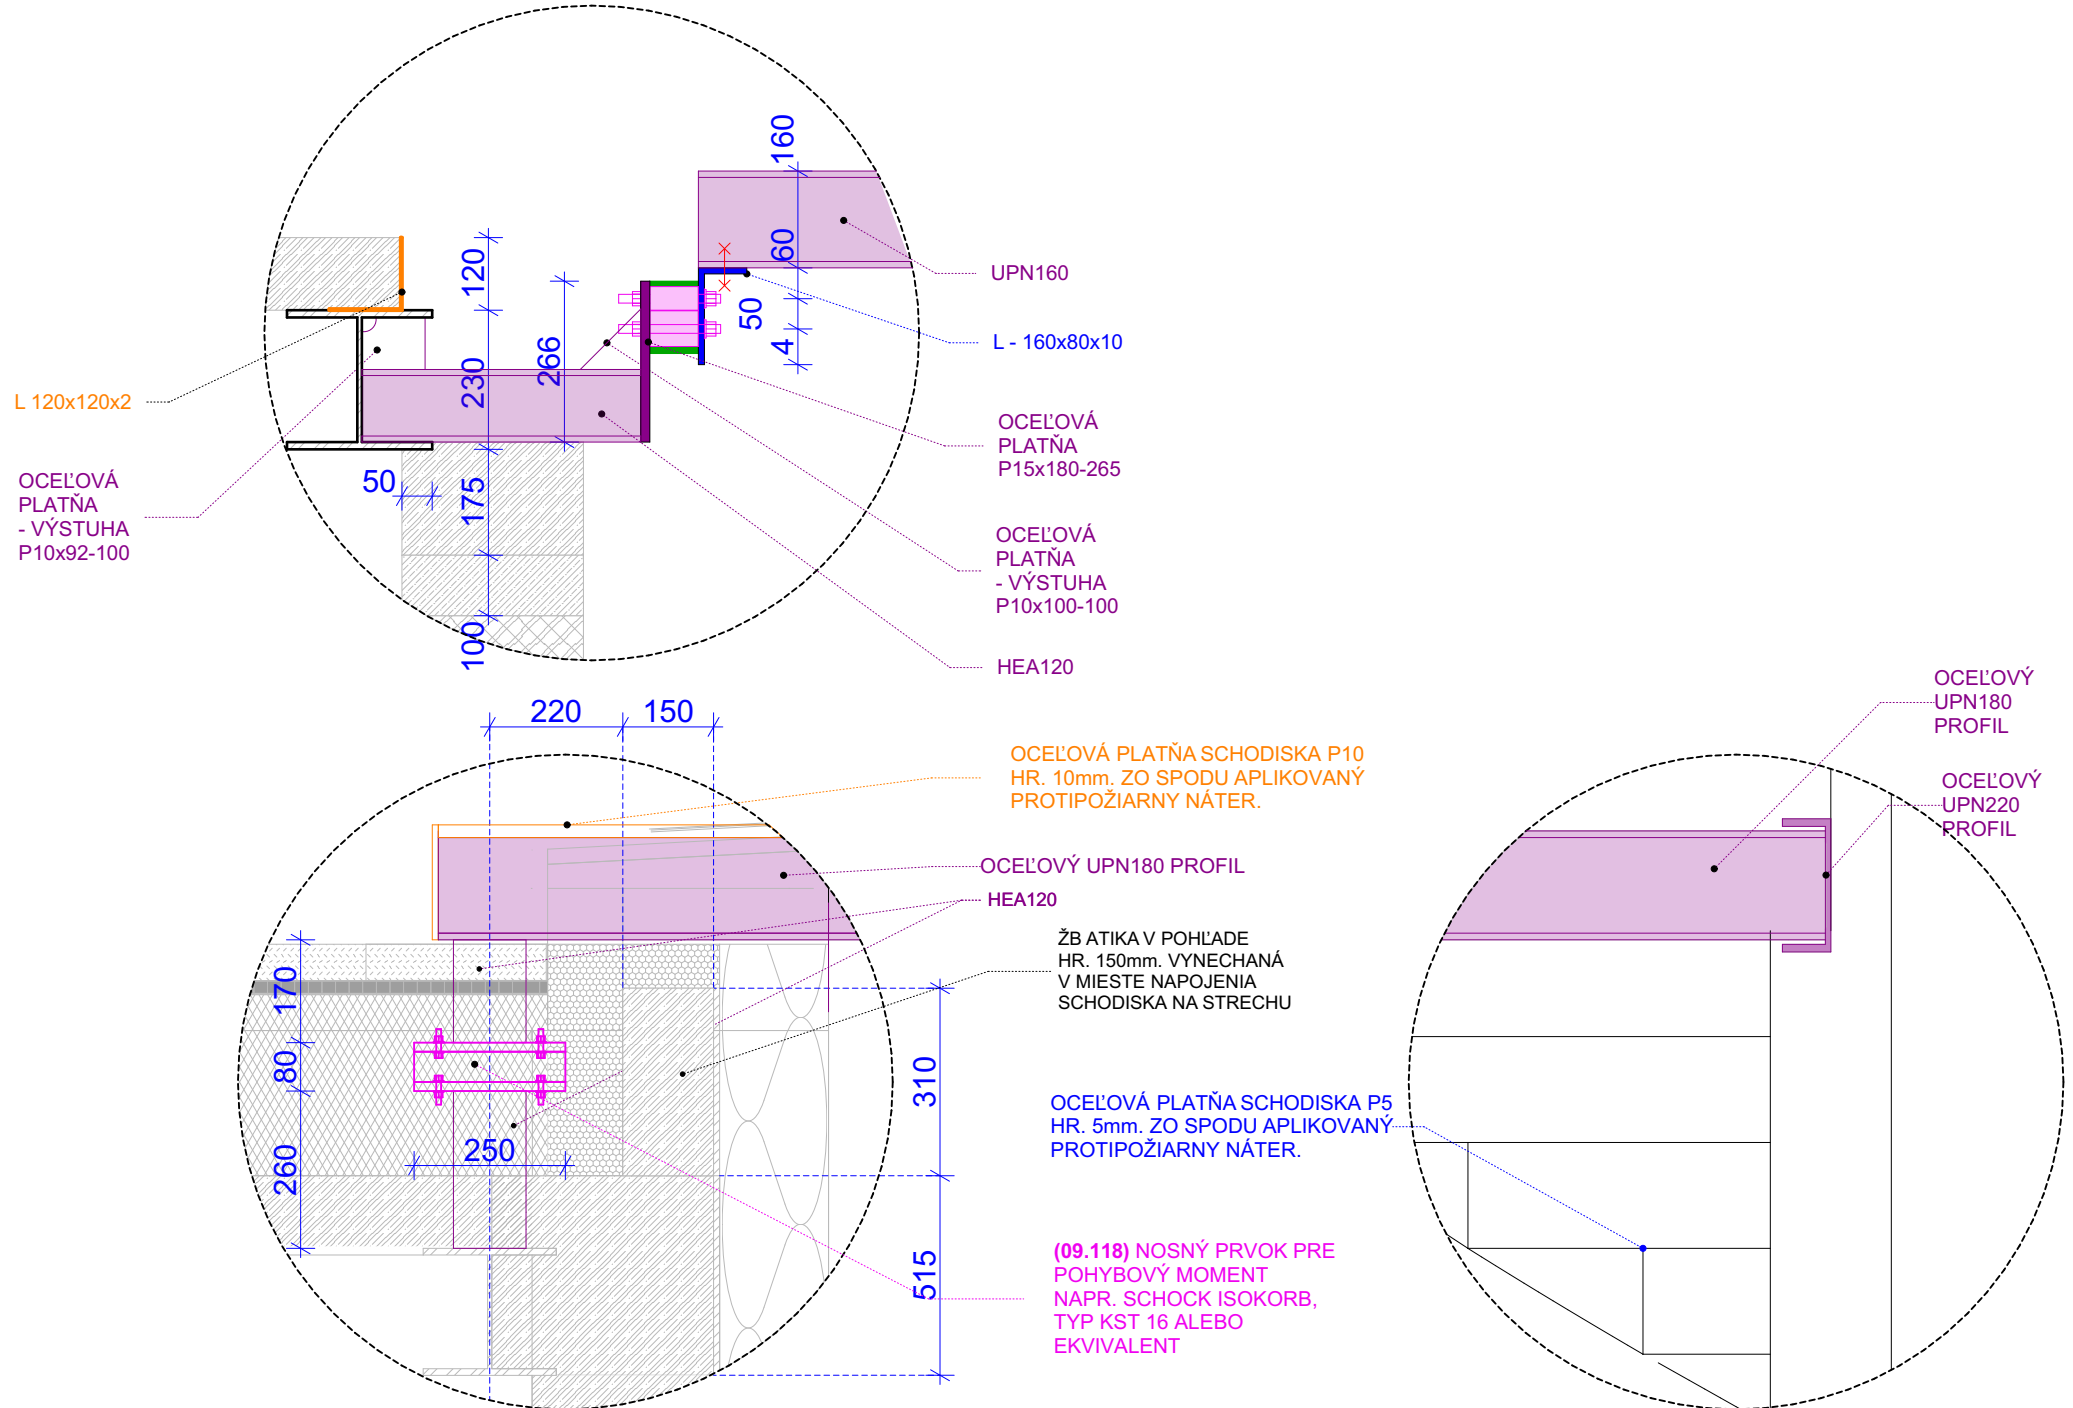 160
60
50
4
120
230
266
50
175
100
UPN160
L - 160x80x10
L 120x120x2
OCEĽOVÁ
PLATŇA
- VÝSTUHA
P10x92-100
OCEĽOVÁ
PLATŇA
P15x180-265
OCEĽOVÁ
PLATŇA
- VÝSTUHA
P10x100-100
HEA120
220
150
OCEĽOVÁ PLATŇA SCHODISKA P10
HR. 10mm. ZO SPODU APLIKOVANÝ
PROTIPOŽIARNY NÁTER.
OCEĽOVÝ UPN180 PROFIL
HEA120
ŽB ATIKA V POHĽADE
HR. 150mm. VYNECHANÁ
V MIESTE NAPOJENIA
SCHODISKA NA STRECHU
170
80
260
250
310
515
(09.118) NOSNÝ PRVOK PRE
POHYBOVÝ MOMENT
NAPR. SCHOCK ISOKORB,
TYP KST 16 ALEBO
EKVIVALENT
OCEĽOVÝ
UPN180
PROFIL
OCEĽOVÝ
UPN220
PROFIL
OCEĽOVÁ PLATŇA SCHODISKA P5
HR. 5mm. ZO SPODU APLIKOVANÝ
PROTIPOŽIARNY NÁTER.